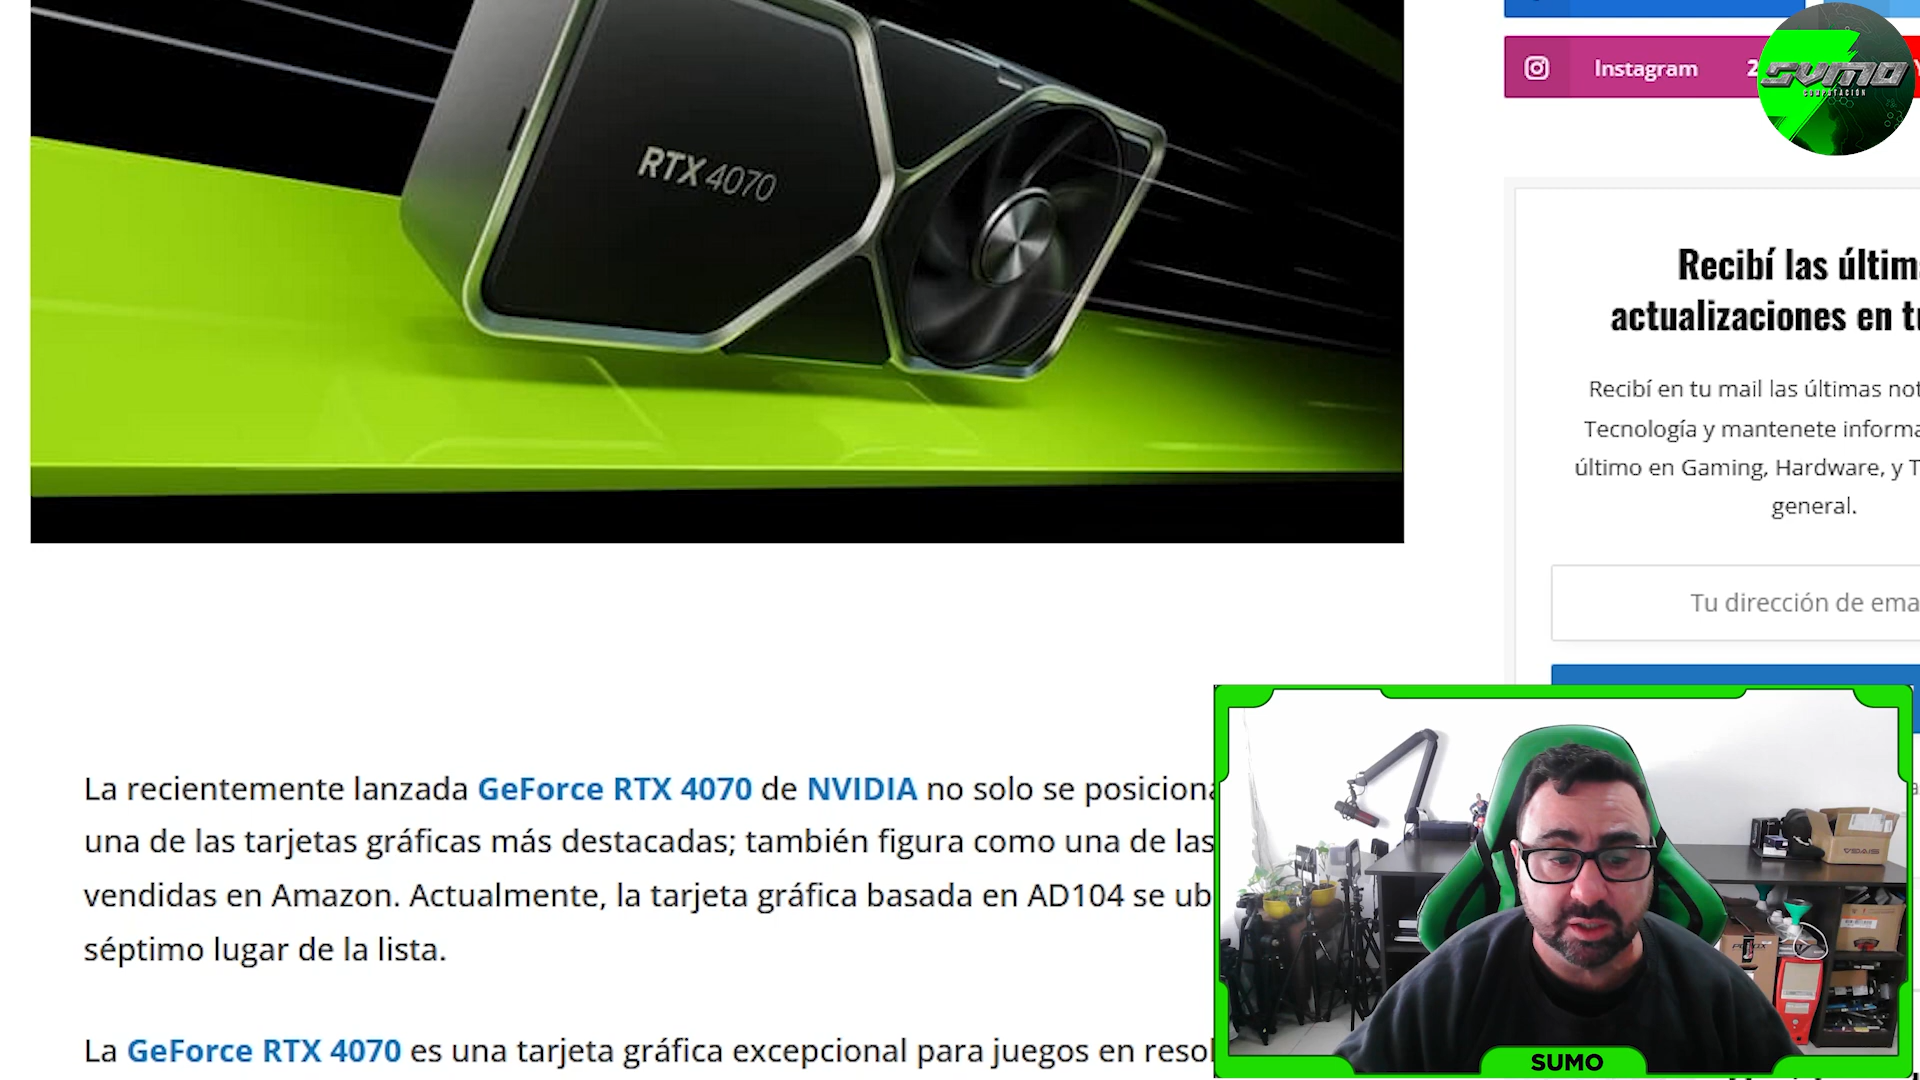 Instagram
SUMO
COMPUTACIÓN
RTX 4070
Recibí las últim
actualizaciones en t
Recibí en tu mail las últimas not
Tecnología y mantenete informa
último en Gaming, Hardware, y T
general.
Tu dirección de ema
La recientemente lanzada GeForce RTX 4070 de NVIDIA no solo se posiciona
una de las tarjetas gráficas más destacadas; también figura como una de las
vendidas en Amazon. Actualmente, la tarjeta gráfica basada en AD104 se ub
séptimo lugar de la lista.
La GeForce RTX 4070 es una tarjeta gráfica excepcional para juegos en resol
SUMO